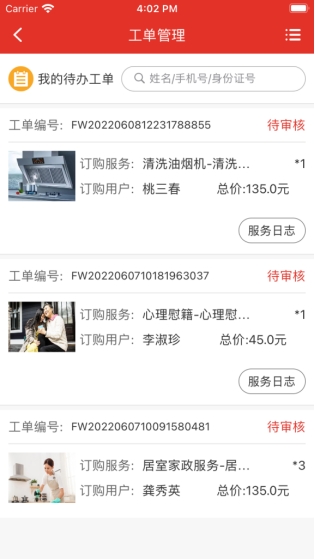 Carrier 4:02 PM
工单管理
我的待办工单 姓名/手机号/身份证号
工单编号: FW2022060812231788855 待审核
订购服务: 清洗油烟机-清洗... *1
订购用户: 桃三春 总价:135.0元
服务日志
工单编号: FW2022060710181963037 待审核
订购服务: 心理慰籍-心理慰... *1
订购用户: 李淑珍 总价:45.0元
服务日志
工单编号: FW2022060710091580481 待审核
订购服务: 居室家政服务-居... *3
订购用户: 龚秀英 总价:135.0元